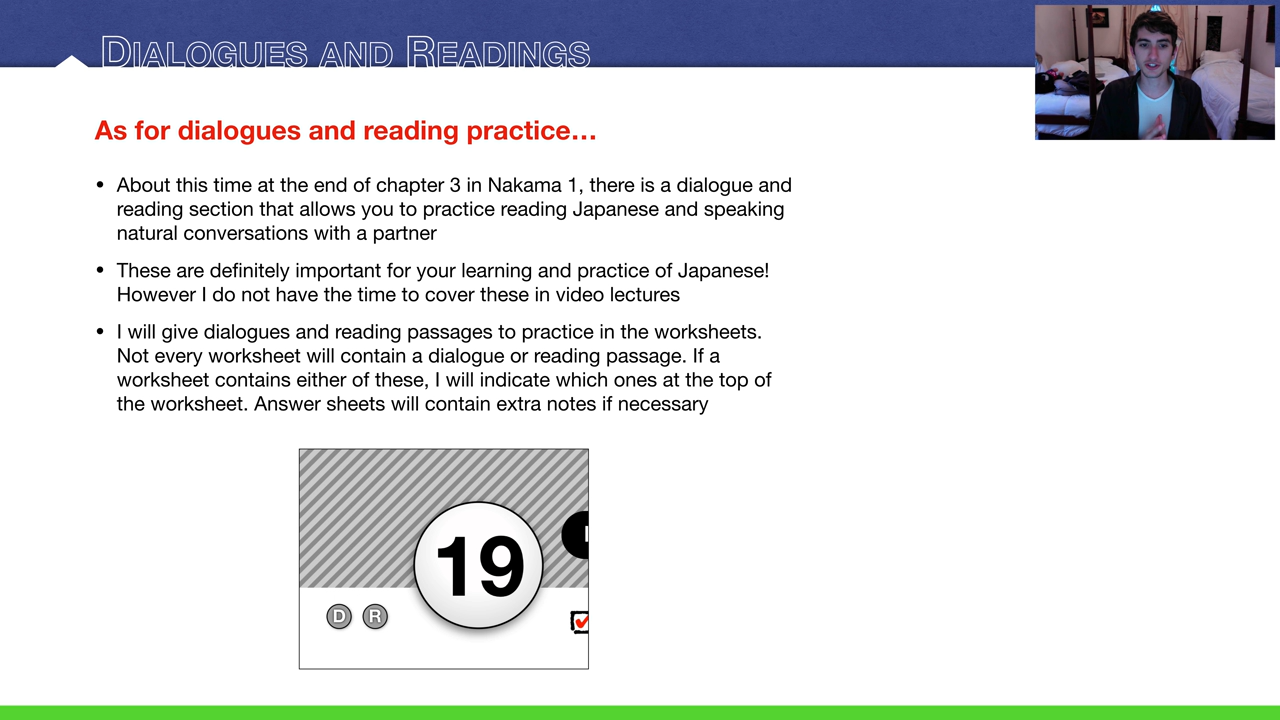 DIALOGUES AND READINGS
As for dialogues and reading practice…
• About this time at the end of chapter 3 in Nakama 1, there is a dialogue and
reading section that allows you to practice reading Japanese and speaking
natural conversations with a partner
• These are definitely important for your learning and practice of Japanese!
However I do not have the time to cover these in video lectures
• I will give dialogues and reading passages to practice in the worksheets.
Not every worksheet will contain a dialogue or reading passage. If a
worksheet contains either of these, I will indicate which ones at the top of
the worksheet. Answer sheets will contain extra notes if necessary
19
D R